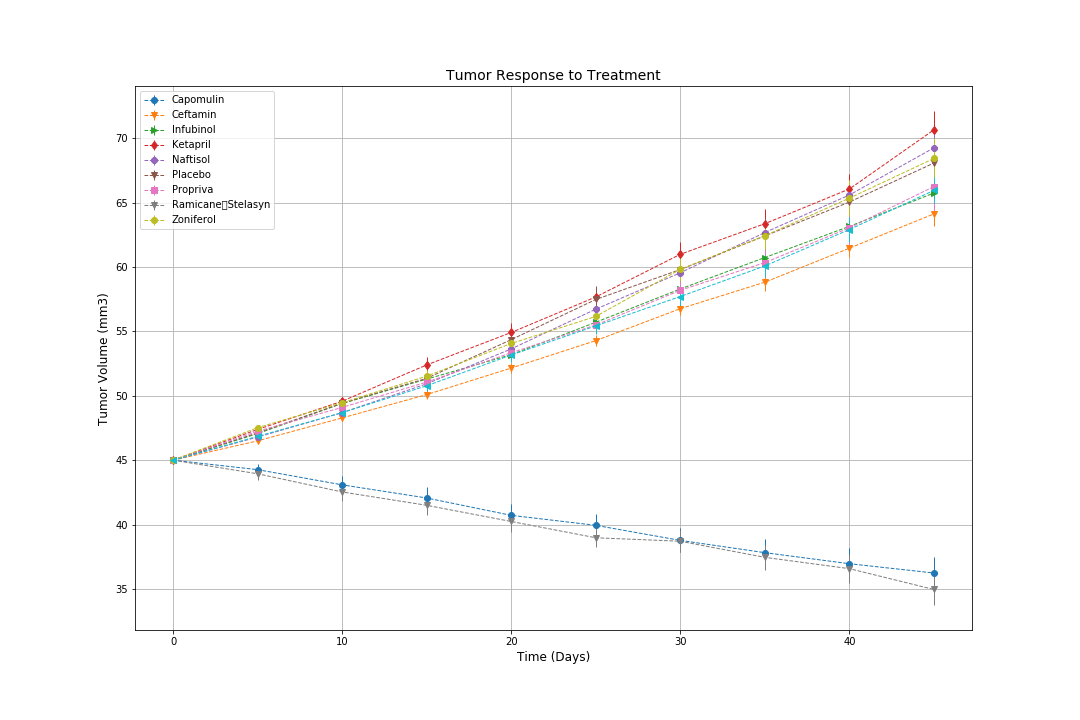 Tumor Response to Treatment
Capomulin
Ceftamin
Infubinol
Ketapril
Naftisol
Placebo
Propriva
Ramicane▯Stelasyn
Zoniferol
70
65
60
55
50
45
40
35
Tumor Volume (mm3)
0 10 20 30 40
Time (Days)